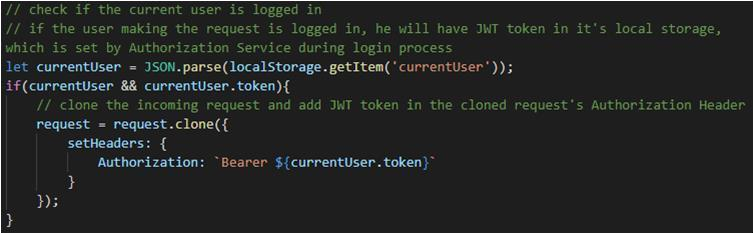 // check if the current user is logged in
// if the user making the request is logged in, he will have JWT token in it's local storage,
which is set by Authorization Service during login process
let currentUser = JSON.parse(localStorage.getItem('currentUser'));
if(currentUser && currentUser.token){
    // clone the incoming request and add JWT token in the cloned request's Authorization Header
    request = request.clone({
        setHeaders: {
            Authorization: `Bearer ${currentUser.token}`
        }
    });
}